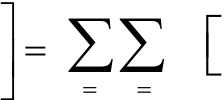 ] = ∑ ∑ [
= =